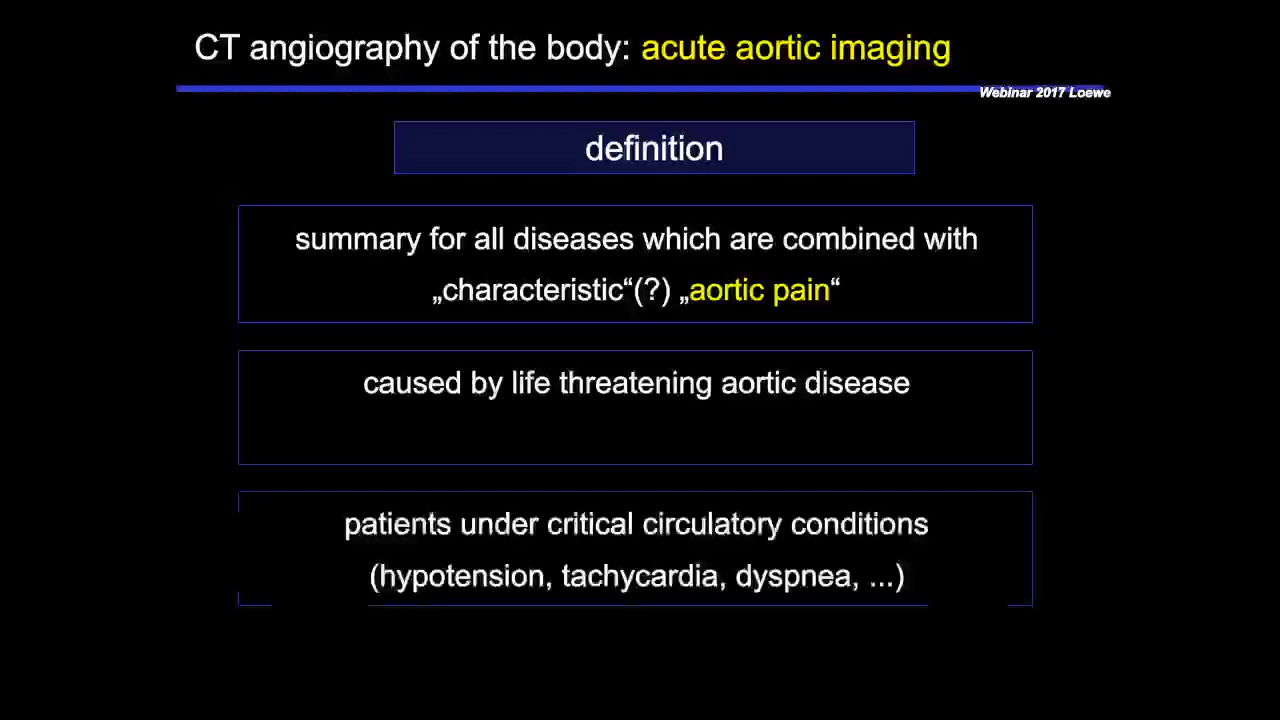 CT angiography of the body: acute aortic imaging
Webinar 2017 Loewe
definition
summary for all diseases which are combined with
„characteristic“(?) „aortic pain“
caused by life threatening aortic disease
patients under critical circulatory conditions
(hypotension, tachycardia, dyspnea, ...)